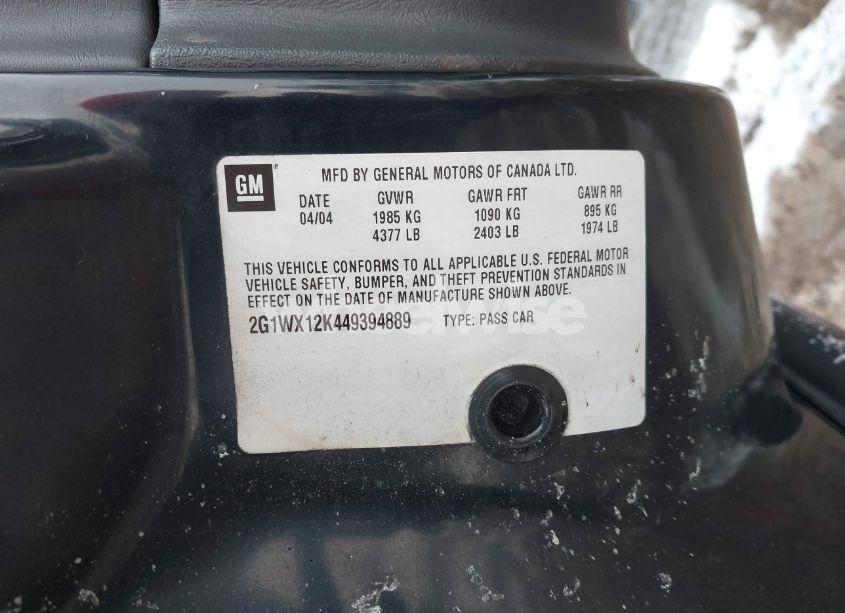 GM
MFD BY GENERAL MOTORS OF CANADA LTD.
DATE GVWR GAWR FRT GAWR RR
04/04 1985 KG 1090 KG 895 KG
4377 LB 2403 LB 1974 LB
THIS VEHICLE CONFORMS TO ALL APPLICABLE U.S. FEDERAL MOTOR
VEHICLE SAFETY, BUMPER, AND THEFT PREVENTION STANDARDS IN
EFFECT ON THE DATE OF MANUFACTURE SHOWN ABOVE.
2G1WX12K449394889 TYPE: PASS CAR